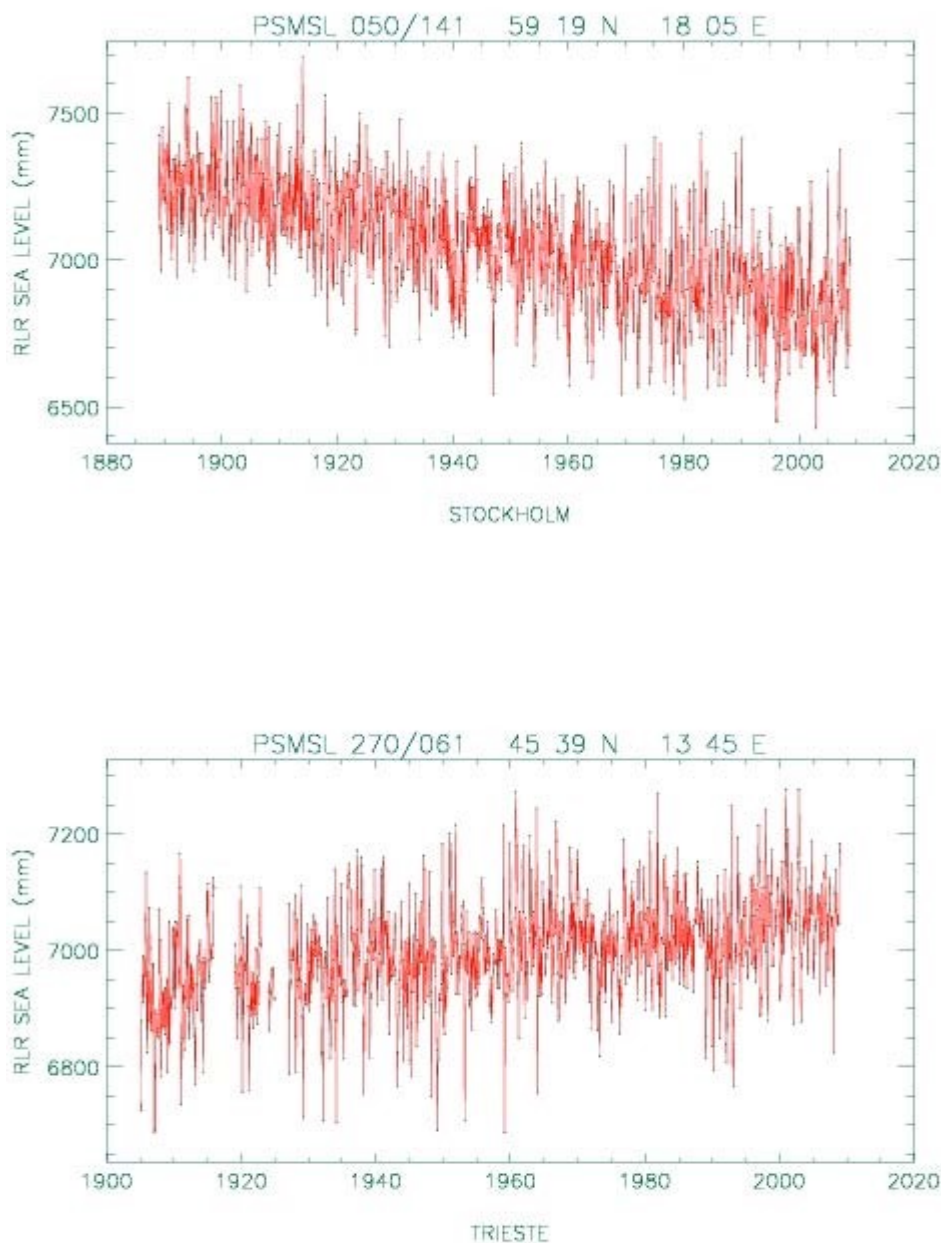 PSMSL 050/141 59 19 N 18 05 E
7500
7000
6500
RLR SEA LEVEL (mm)
1880 1900 1920 1940 1960 1980 2000 2020
STOCKHOLM
PSMSL 270/061 45 39 N 13 45 E
7200
7000
6800
RLR SEA LEVEL (mm)
1900 1920 1940 1960 1980 2000 2020
TRIESTE